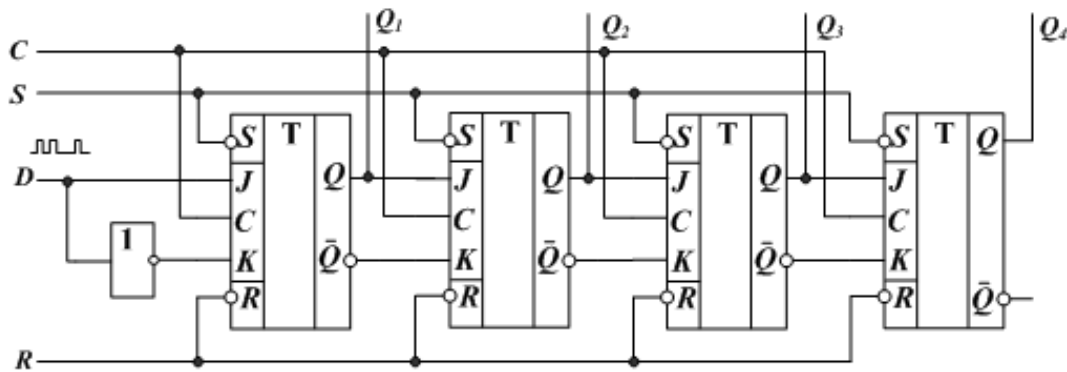 Q1 Q2 Q3 Q4
C
S
S T S T S T S T Q
D J Q J Q J Q J
C C C C
1 K Q̄ K Q̄ K Q̄ K
R R R R Q̄
R